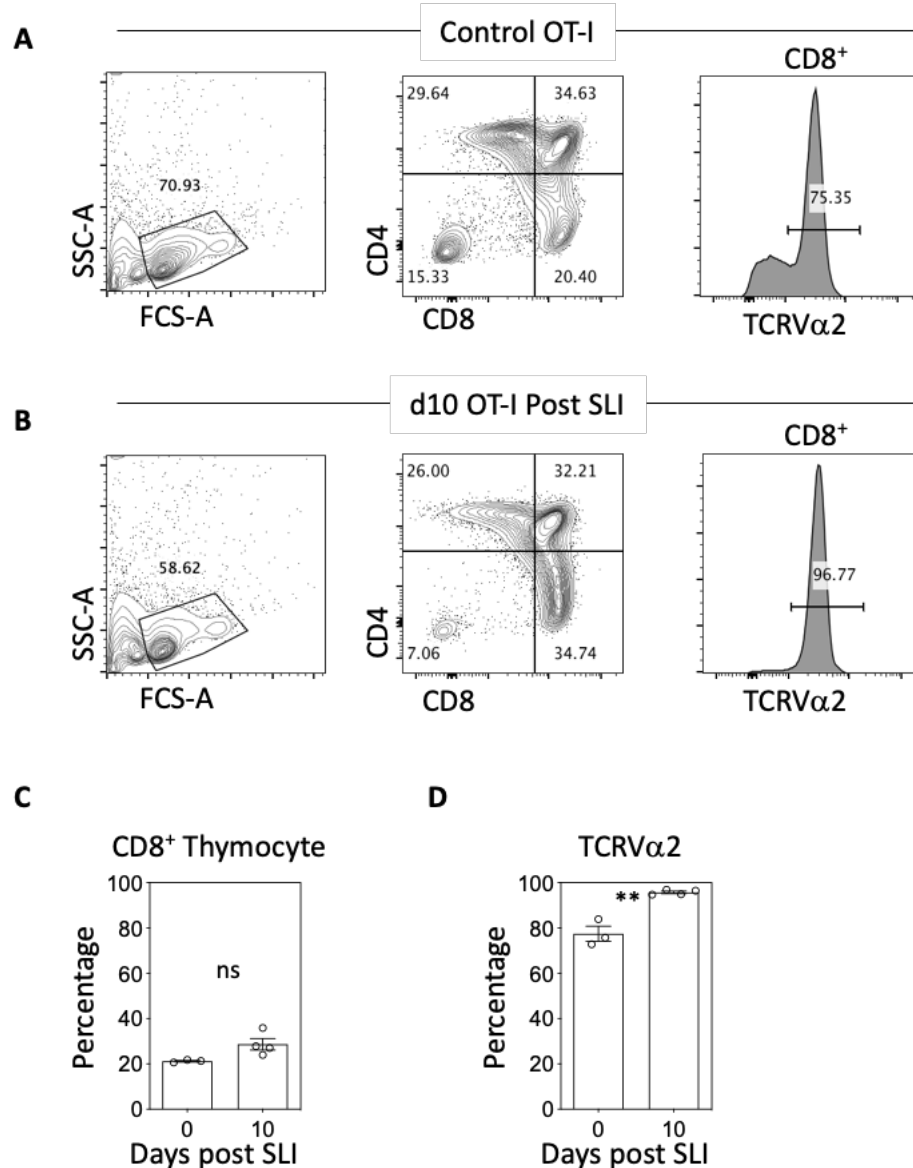 A
Control OT-I
CD8⁺
70.93
SSC-A
FCS-A
29.64
34.63
15.33
20.40
CD4
CD8
75.35
TCRVα2
B
d10 OT-I Post SLI
CD8⁺
58.62
SSC-A
FCS-A
26.00
32.21
7.06
34.74
CD4
CD8
96.77
TCRVα2
C
CD8⁺ Thymocyte
Percentage
100
80
60
40
20
0
ns
0 10
Days post SLI
D
TCRVα2
Percentage
100
80
60
40
20
0
**
0 10
Days post SLI